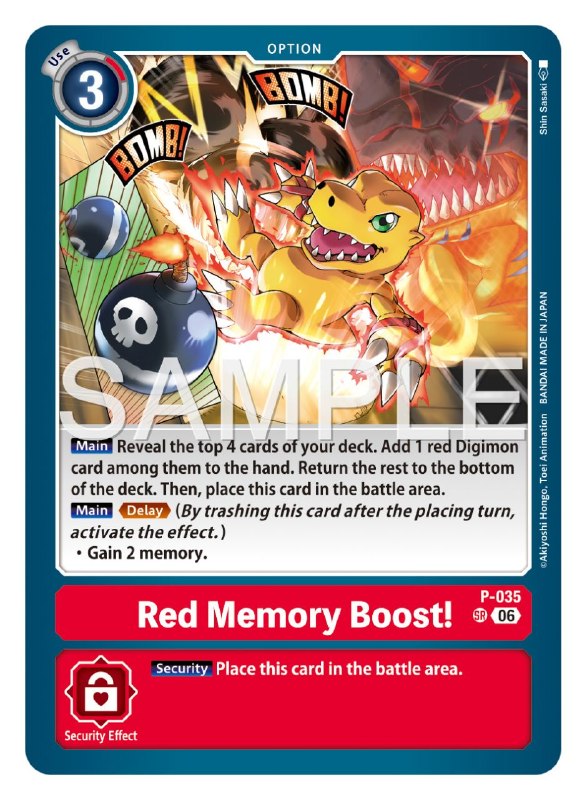 Use
3
OPTION
BOMB!
BOMB!
Shin Sasaki
SAMPLE
Main Reveal the top 4 cards of your deck. Add 1 red Digimon
card among them to the hand. Return the rest to the bottom
of the deck. Then, place this card in the battle area.
Main Delay (By trashing this card after the placing turn,
activate the effect.)
・Gain 2 memory.
©Akiyoshi Hongo, Toei Animation BANDAI MADE IN JAPAN
P-035
Red Memory Boost!
SR 06
Security Place this card in the battle area.
Security Effect